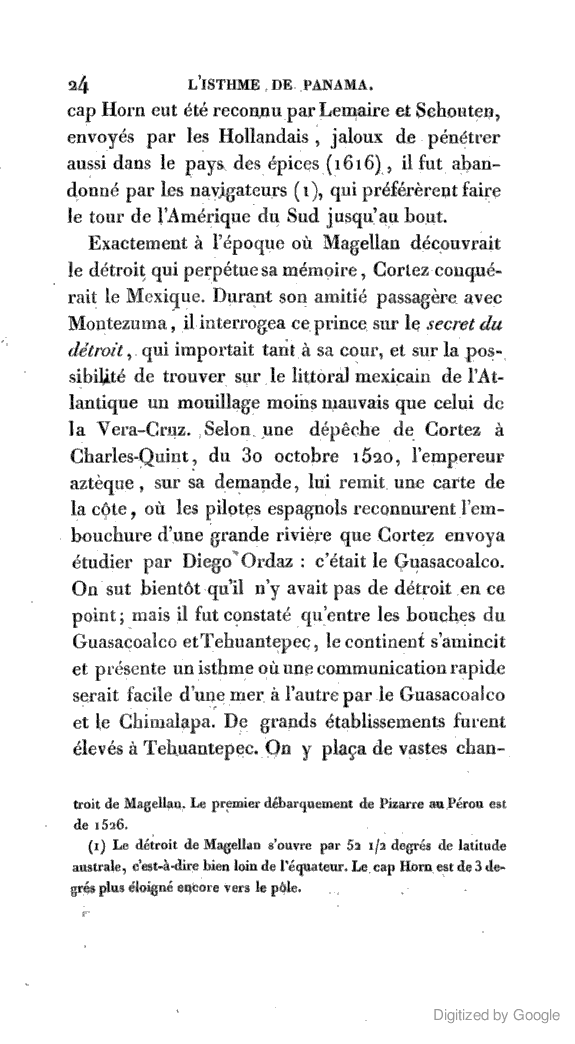 24 L'ISTHME DE PANAMA.
cap Horn eut été reconnu par Lemaire et Schouten,
envoyés par les Hollandais, jaloux de pénétrer
aussi dans le pays des épices (1616), il fut aban-
donné par les navigateurs (1), qui préférèrent faire
le tour de l'Amérique du Sud jusqu'au bout.
Exactement à l'époque où Magellan découvrait
le détroit qui perpétue sa mémoire, Cortez conqué-
rait le Mexique. Durant son amitié passagère avec
Montezuma, il interrogea ce prince sur le secret du
détroit, qui importait tant à sa cour, et sur la pos-
sibilité de trouver sur le littoral mexicain de l'At-
lantique un mouillage moins mauvais que celui de
la Vera-Cruz. Selon une dépêche de Cortez à
Charles-Quint, du 30 octobre 1520, l'empereur
aztèque, sur sa demande, lui remit une carte de
la côte, où les pilotes espagnols reconnurent l'em-
bouchure d'une grande rivière que Cortez envoya
étudier par Diego Ordaz : c'était le Guasacoalco.
On sut bientôt qu'il n'y avait pas de détroit en ce
point; mais il fut constaté qu'entre les bouches du
Guasacoalco et Tehuantepec, le continent s'amincit
et présente un isthme où une communication rapide
serait facile d'une mer à l'autre par le Guasacoalco
et le Chimalapa. De grands établissements furent
élevés à Tehuantepec. On y plaça de vastes chan-
troit de Magellan. Le premier débarquement de Pizarre au Pérou est
de 1526.
(1) Le détroit de Magellan s'ouvre par 52 1/2 degrés de latitude
australe, c'est-à-dire bien loin de l'équateur. Le cap Horn est de 3 de-
grés plus éloigné encore vers le pôle.
Digitized by Google